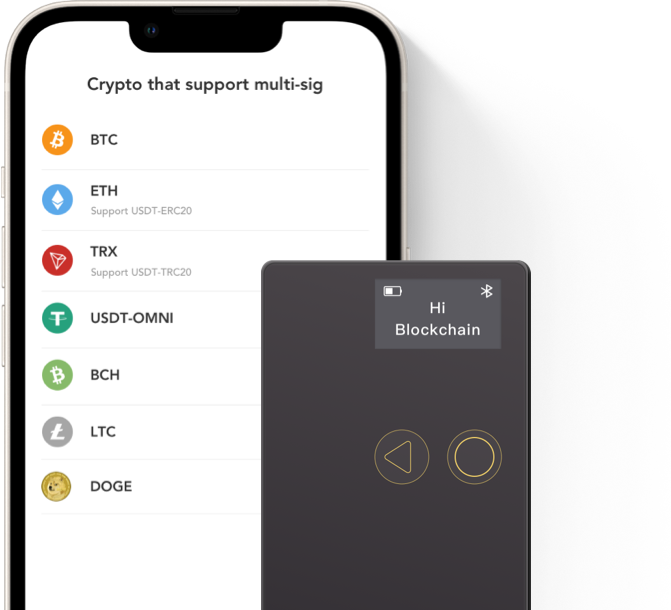 Crypto that support multi-sig
BTC
ETH
Support USDT-ERC20
TRX
Support USDT-TRC20
USDT-OMNI
BCH
LTC
DOGE
Hi
Blockchain